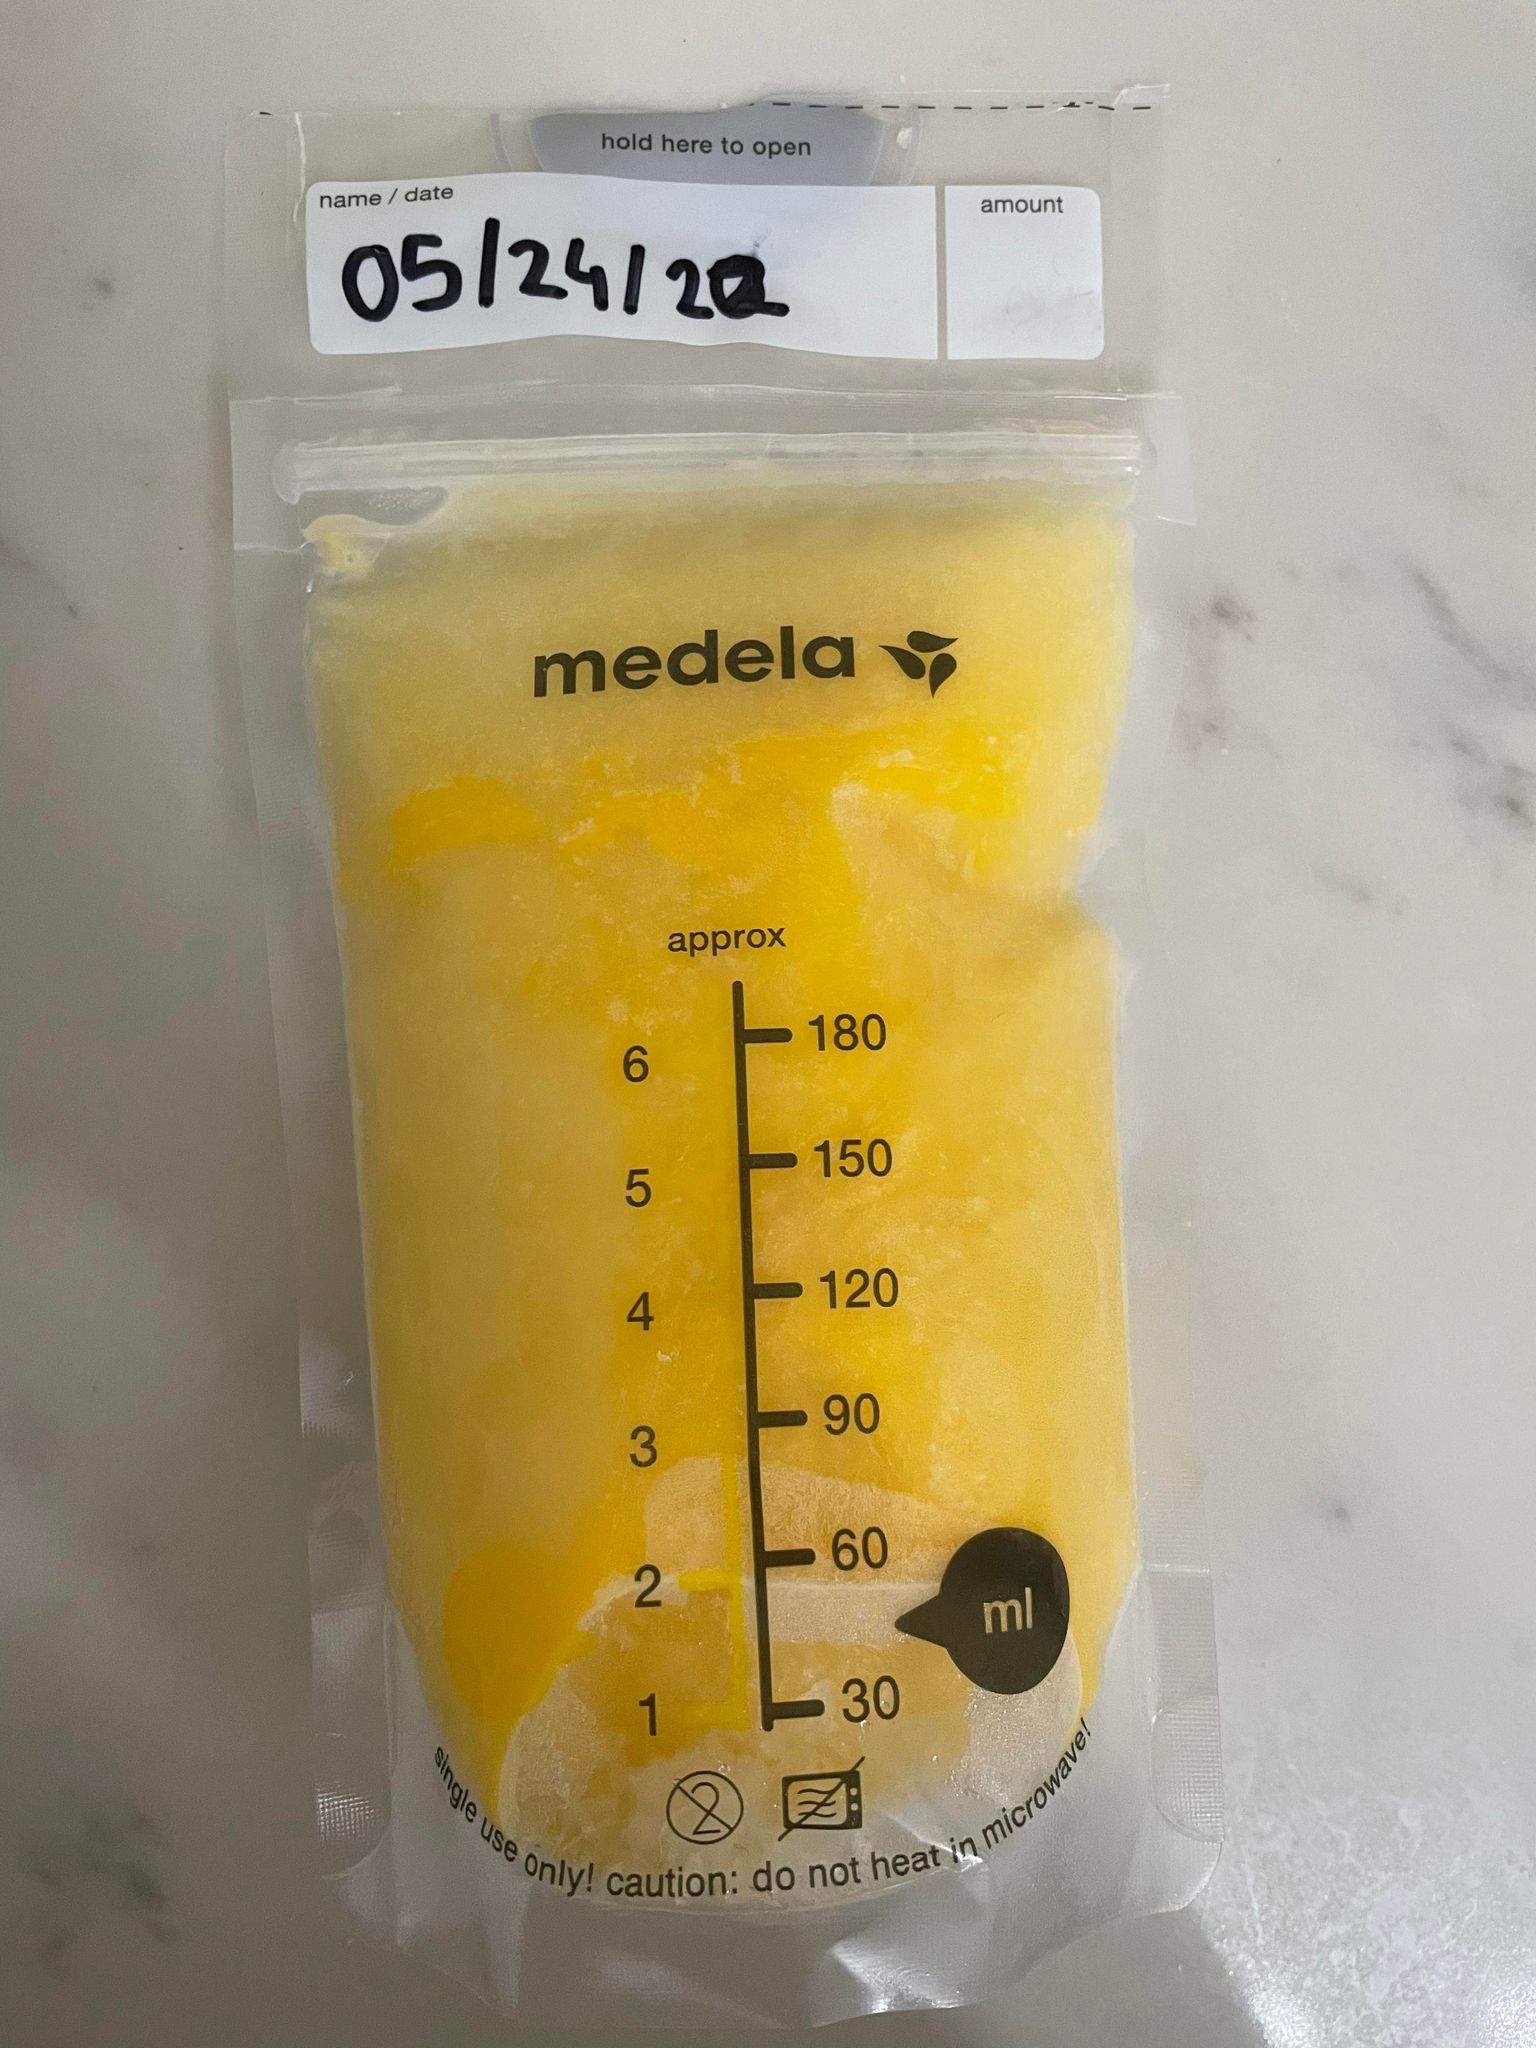 hold here to open
name / date
amount
05/24/22
medela
approx
180
6
150
5
120
4
90
3
60
2
ml
30
1
2
single use only! caution: do not heat in microwave!